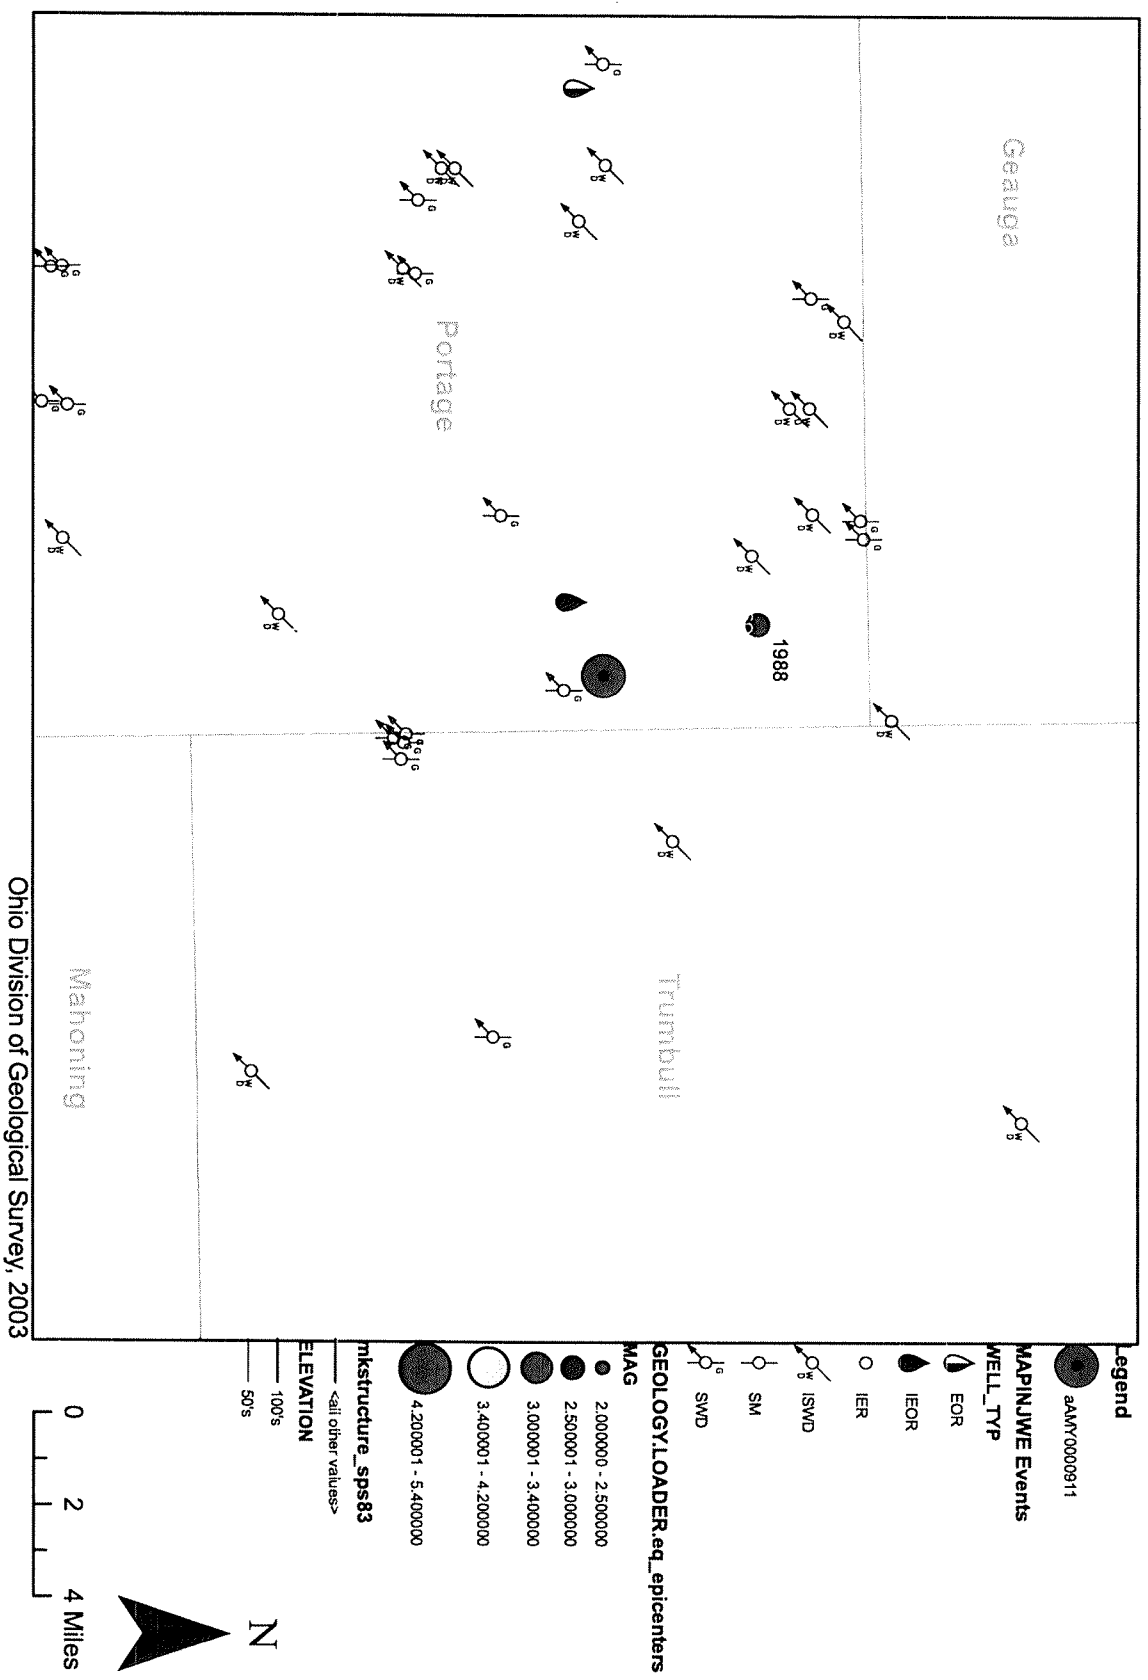 Geauga
Portage
1988
Trumbull
Mahoning
Legend
aAMY0000911
MAPINJWE Events
WELL_TYP
EOR
IEOR
IER
ISWD
SM
SWD
GEOLOGY.LOADER.eq_epicenters
MAG
2.000000 - 2.500000
2.500001 - 3.000000
3.000001 - 3.400000
3.400001 - 4.200000
4.200001 - 5.400000
mkstructure_sps83
<all other values>
ELEVATION
100's
50's
0 2 4 Miles
N
Ohio Division of Geological Survey, 2003